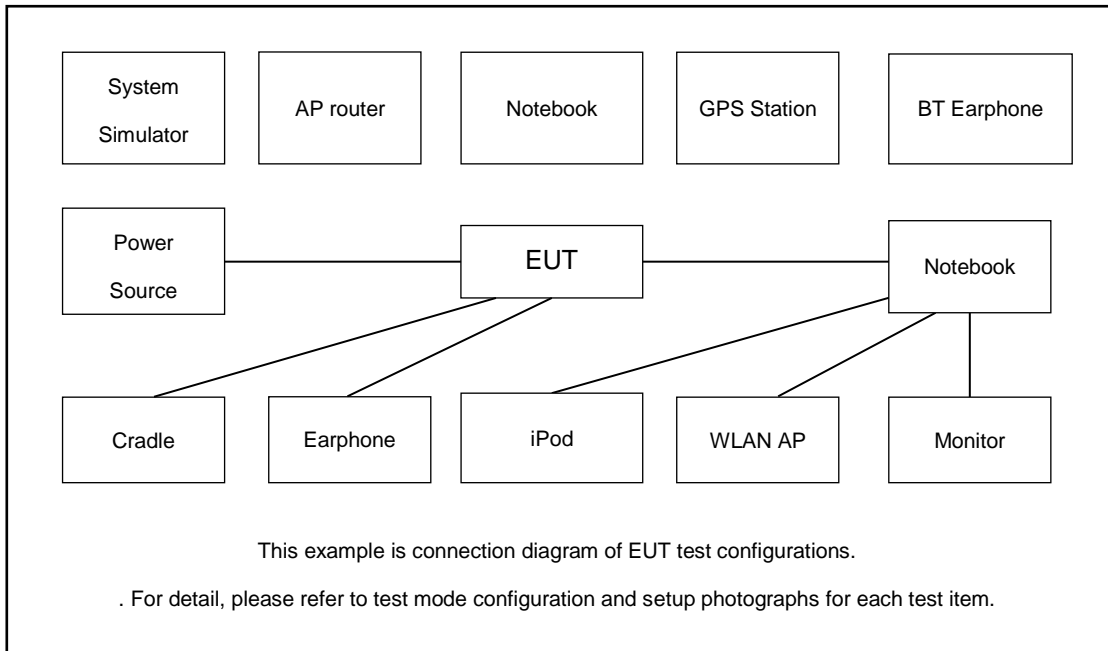 System
Simulator
AP router
Notebook
GPS Station
BT Earphone
Power
Source
EUT
Notebook
Cradle
Earphone
iPod
WLAN AP
Monitor
This example is connection diagram of EUT test configurations.
. For detail, please refer to test mode configuration and setup photographs for each test item.